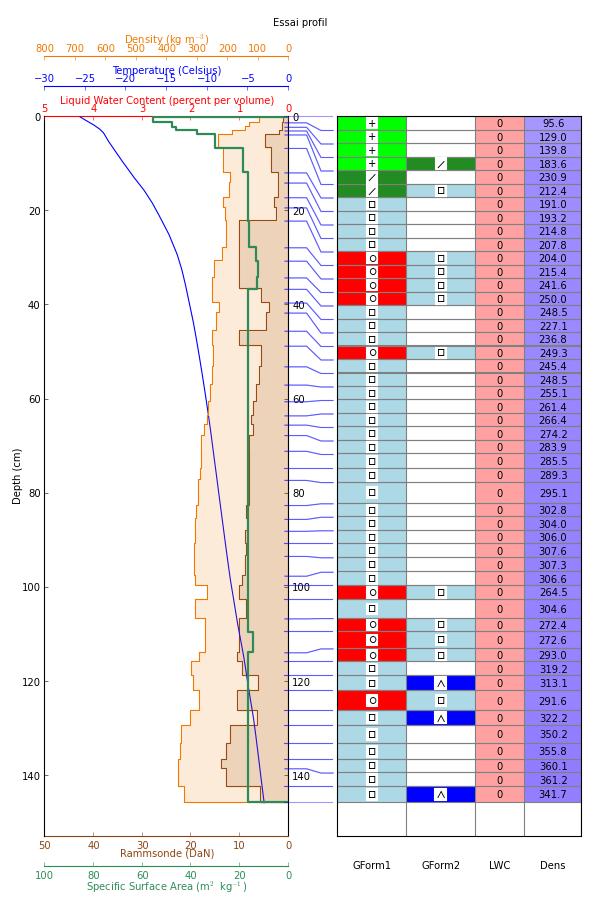 Essai profil
Density (kg m⁻³)
800 700 600 500 400 300 200 100 0
Temperature (Celsius)
−30 −25 −20 −15 −10 −5 0
Liquid Water Content (percent per volume)
5 4 3 2 1 0
0 0
20 20
40 40
60 60
80 80
100 100
120 120
140 140
Depth (cm)
50 40 30 20 10 0
Rammsonde (DaN)
100 80 60 40 20 0
Specific Surface Area (m² kg⁻¹)
+ 0 95.6
+ 0 129.0
+ 0 139.8
+ / 0 183.6
/ 0 230.9
/ □ 0 212.4
□ 0 191.0
□ 0 193.2
□ 0 214.8
□ 0 207.8
○ □ 0 204.0
○ □ 0 215.4
○ □ 0 241.6
○ □ 0 250.0
□ 0 248.5
□ 0 227.1
□ 0 236.8
○ □ 0 249.3
□ 0 245.4
□ 0 248.5
□ 0 255.1
□ 0 261.4
□ 0 266.4
□ 0 274.2
□ 0 283.9
□ 0 285.5
□ 0 289.3
□ 0 295.1
□ 0 302.8
□ 0 304.0
□ 0 306.0
□ 0 307.6
□ 0 307.3
□ 0 306.6
○ □ 0 264.5
□ 0 304.6
○ □ 0 272.4
○ □ 0 272.6
○ □ 0 293.0
□ 0 319.2
□ ʌ 0 313.1
○ □ 0 291.6
□ ʌ 0 322.2
□ 0 350.2
□ 0 355.8
□ 0 360.1
□ 0 361.2
□ ʌ 0 341.7
GForm1 GForm2 LWC Dens